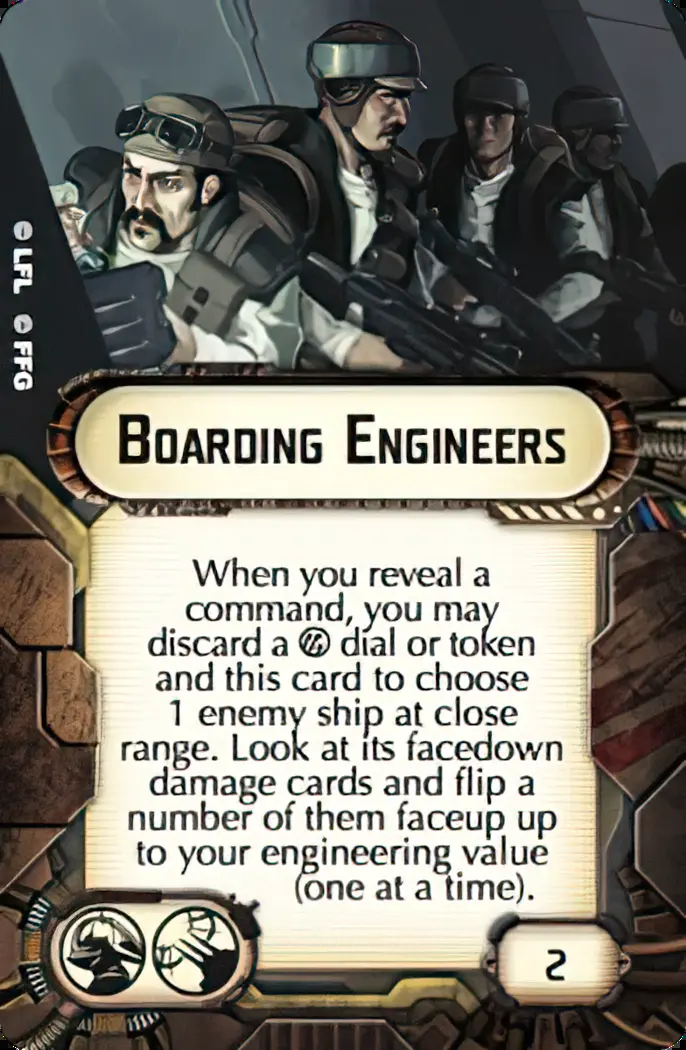 LFL FFG
BOARDING ENGINEERS
When you reveal a
command, you may
discard a dial or token
and this card to choose
1 enemy ship at close
range. Look at its facedown
damage cards and flip a
number of them faceup up
to your engineering value
(one at a time).
2